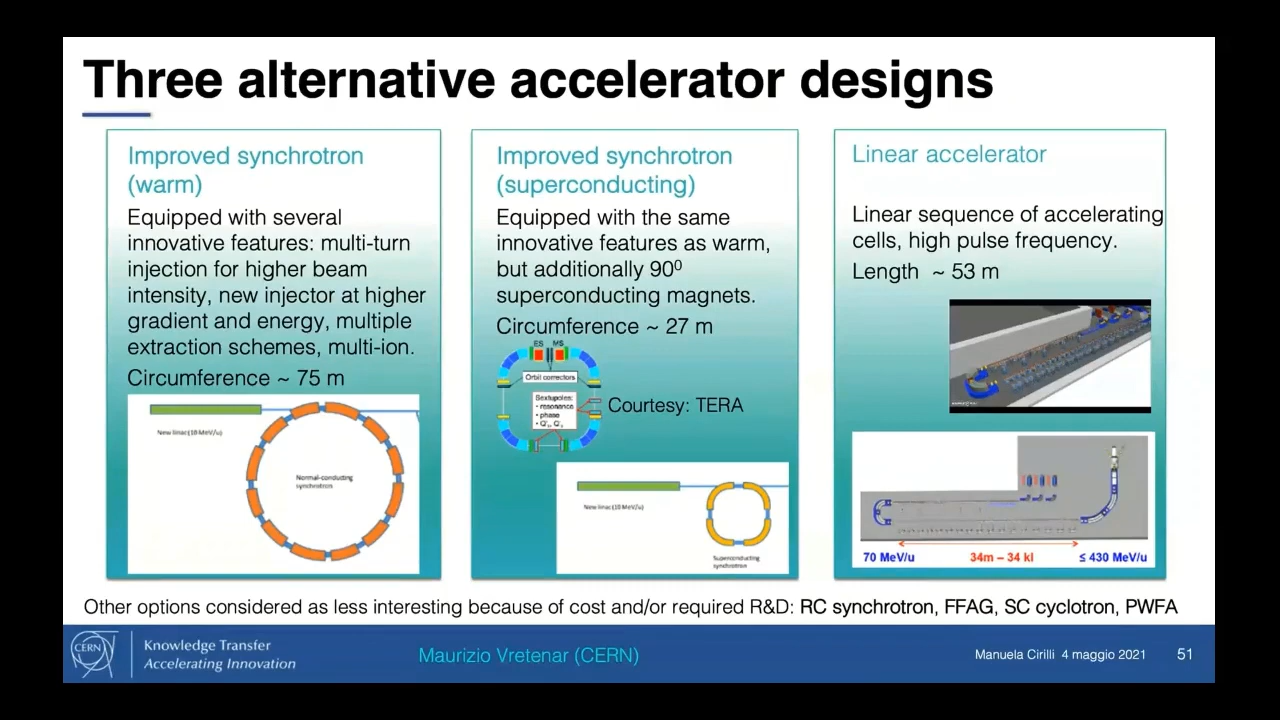 Three alternative accelerator designs
Improved synchrotron
(warm)
Equipped with several
innovative features: multi-turn
injection for higher beam
intensity, new injector at higher
gradient and energy, multiple
extraction schemes, multi-ion.
Circumference ~ 75 m
New linac (10 MeV/u)
Normal-conducting
synchrotron
Improved synchrotron
(superconducting)
Equipped with the same
innovative features as warm,
but additionally 90⁰
superconducting magnets.
Circumference ~ 27 m
ES MS
Orbit correctors
Sextupoles:
• resonance
• phase
Courtesy: TERA
New linac (10 MeV/u)
Superconducting
synchrotron
Linear accelerator
Linear sequence of accelerating
cells, high pulse frequency.
Length ~ 53 m
70 MeV/u
34m – 34 kl
≤ 430 MeV/u
Other options considered as less interesting because of cost and/or required R&D: RC synchrotron, FFAG, SC cyclotron, PWFA
CERN
Knowledge Transfer
Accelerating Innovation
Maurizio Vretenar (CERN)
Manuela Cirilli 4 maggio 2021
51